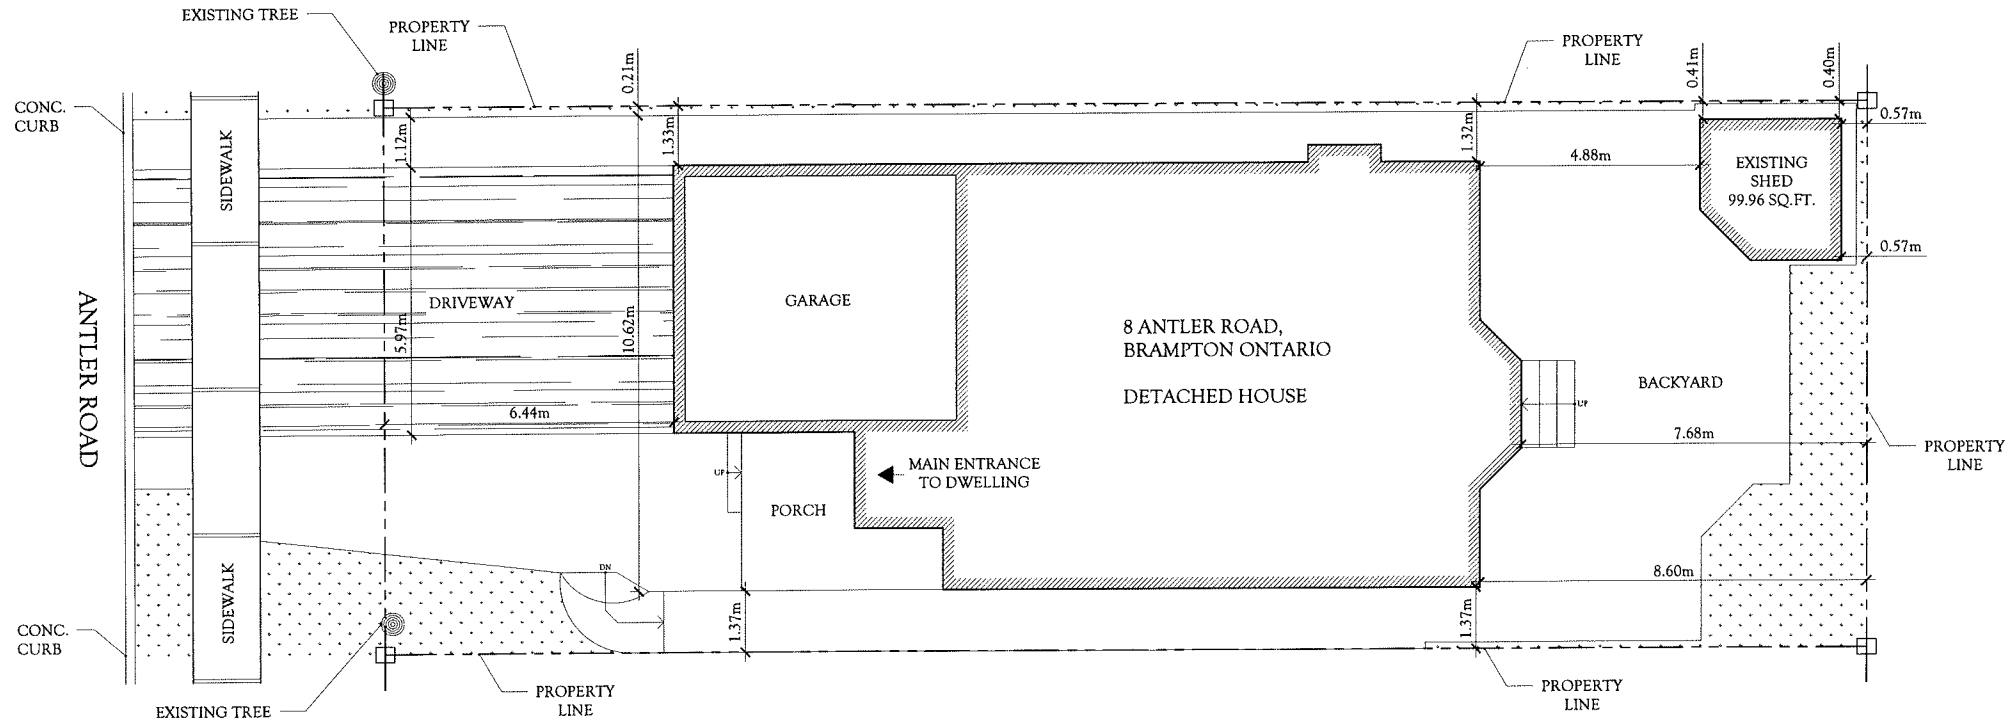 EXISTING TREE
PROPERTY
LINE
0.21m
PROPERTY
LINE
0.41m
0.40m
CONC.
CURB
SIDEWALK
1.12m
1.33m
1.32m
4.88m
EXISTING
SHED
99.96 SQ.FT.
0.57m
0.57m
ANTLER ROAD
DRIVEWAY
5.97m
10.62m
6.44m
GARAGE
8 ANTLER ROAD,
BRAMPTON ONTARIO
DETACHED HOUSE
BACKYARD
UP
7.68m
PROPERTY
LINE
MAIN ENTRANCE
TO DWELLING
UP
PORCH
DN
8.60m
SIDEWALK
1.37m
1.37m
CONC.
CURB
PROPERTY
LINE
PROPERTY
LINE
EXISTING TREE